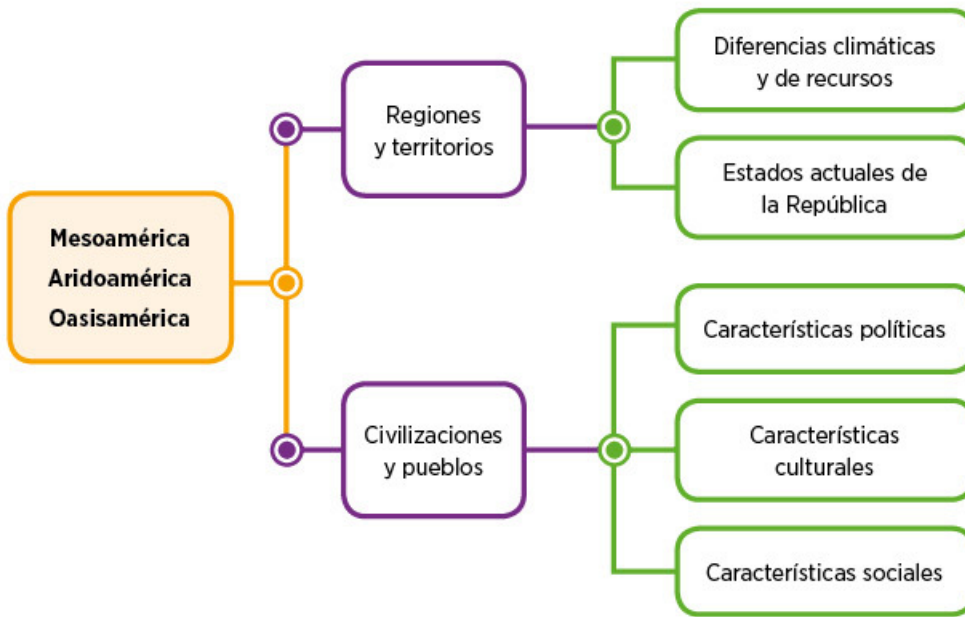 Mesoamérica
Aridoamérica
Oasisamérica
Regiones
y territorios
Diferencias climáticas
y de recursos
Estados actuales de
la República
Civilizaciones
y pueblos
Características políticas
Características
culturales
Características sociales